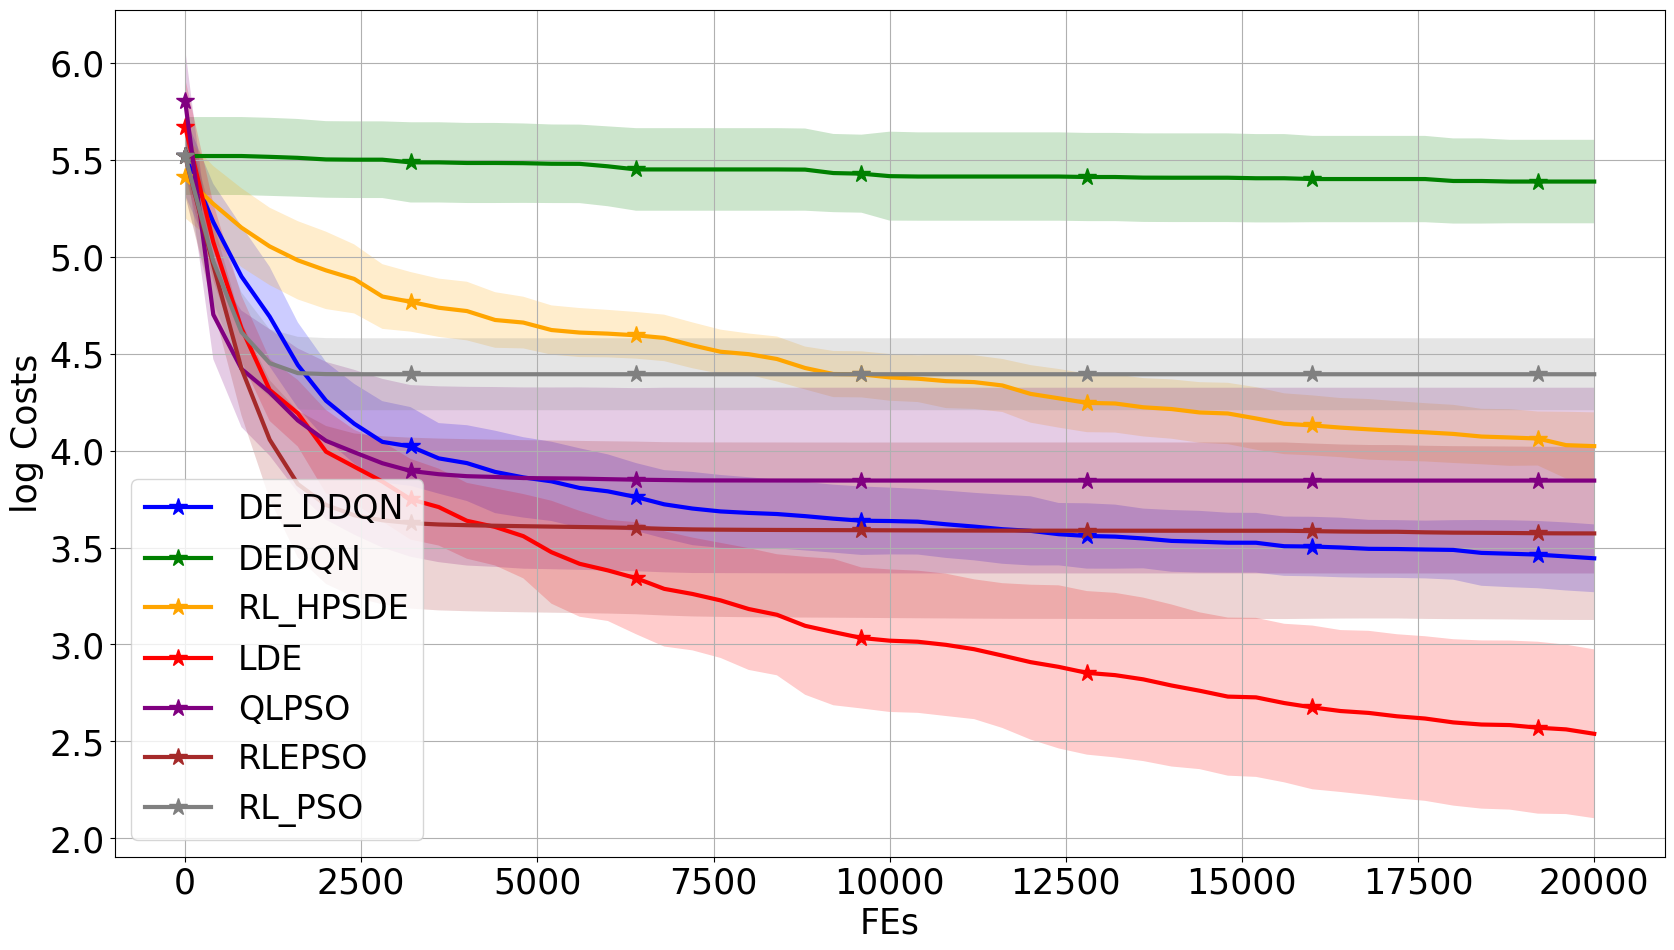 6.0
5.5
5.0
4.5
4.0
3.5
3.0
2.5
2.0
log Costs
DE_DDQN
DEDQN
RL_HPSDE
LDE
QLPSO
RLEPSO
RL_PSO
0 2500 5000 7500 10000 12500 15000 17500 20000
FEs